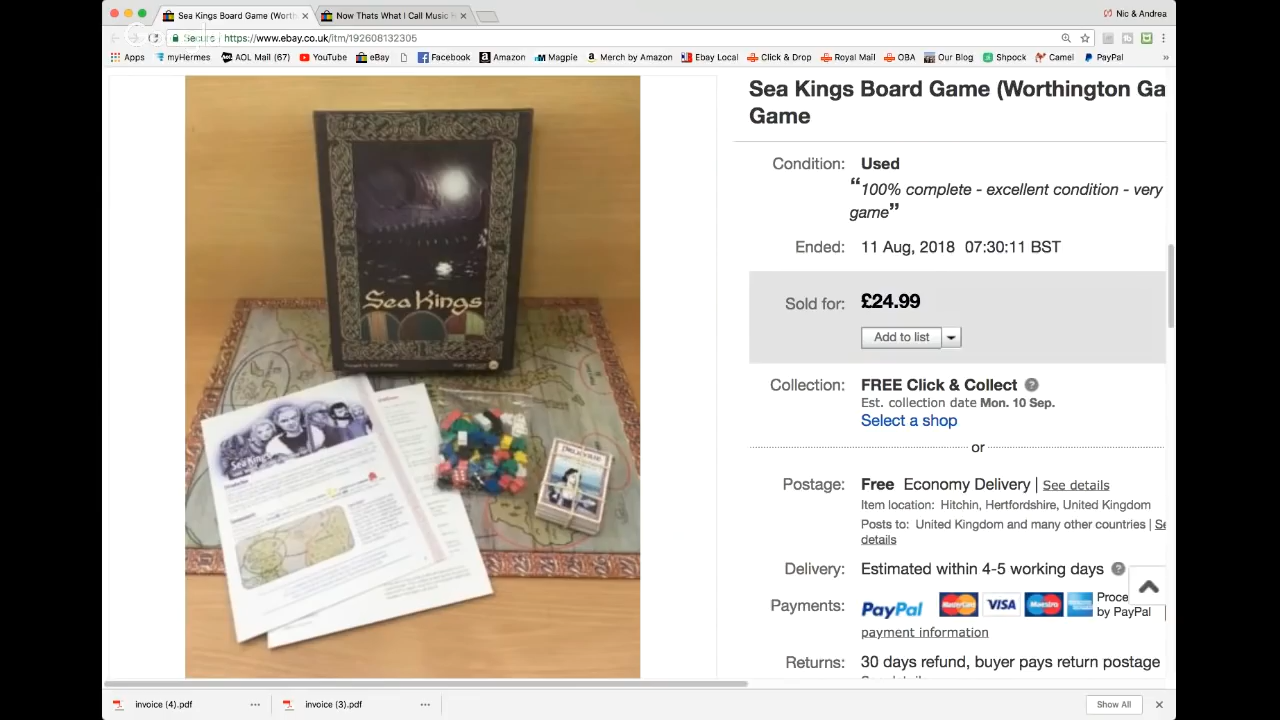 Sea Kings Board Game (Worth
Now Thats What I Call Music
Nic & Andrea
Secure
https://www.ebay.co.uk/itm/192608132305
Apps
myHermes
AOL Mail (67)
YouTube
eBay
Facebook
Amazon
Magpie
Merch by Amazon
Ebay Local
Click & Drop
Royal Mail
OBA
Our Blog
Shpock
Camel
PayPal
»
Sea Kings
Sea Kings
Sea Kings Board Game (Worthington Ga
Game
Condition: Used
“100% complete - excellent condition - very
game”
Ended: 11 Aug, 2018 07:30:11 BST
Sold for: £24.99
Add to list
Collection: FREE Click & Collect
Est. collection date Mon. 10 Sep.
Select a shop
or
Postage: Free Economy Delivery | See details
Item location: Hitchin, Hertfordshire, United Kingdom
Posts to: United Kingdom and many other countries | Se
details
Delivery: Estimated within 4-5 working days
Payments: PayPal MasterCard VISA Maestro Proce
by PayPal
payment information
Returns: 30 days refund, buyer pays return postage
invoice (4).pdf
invoice (3).pdf
Show All